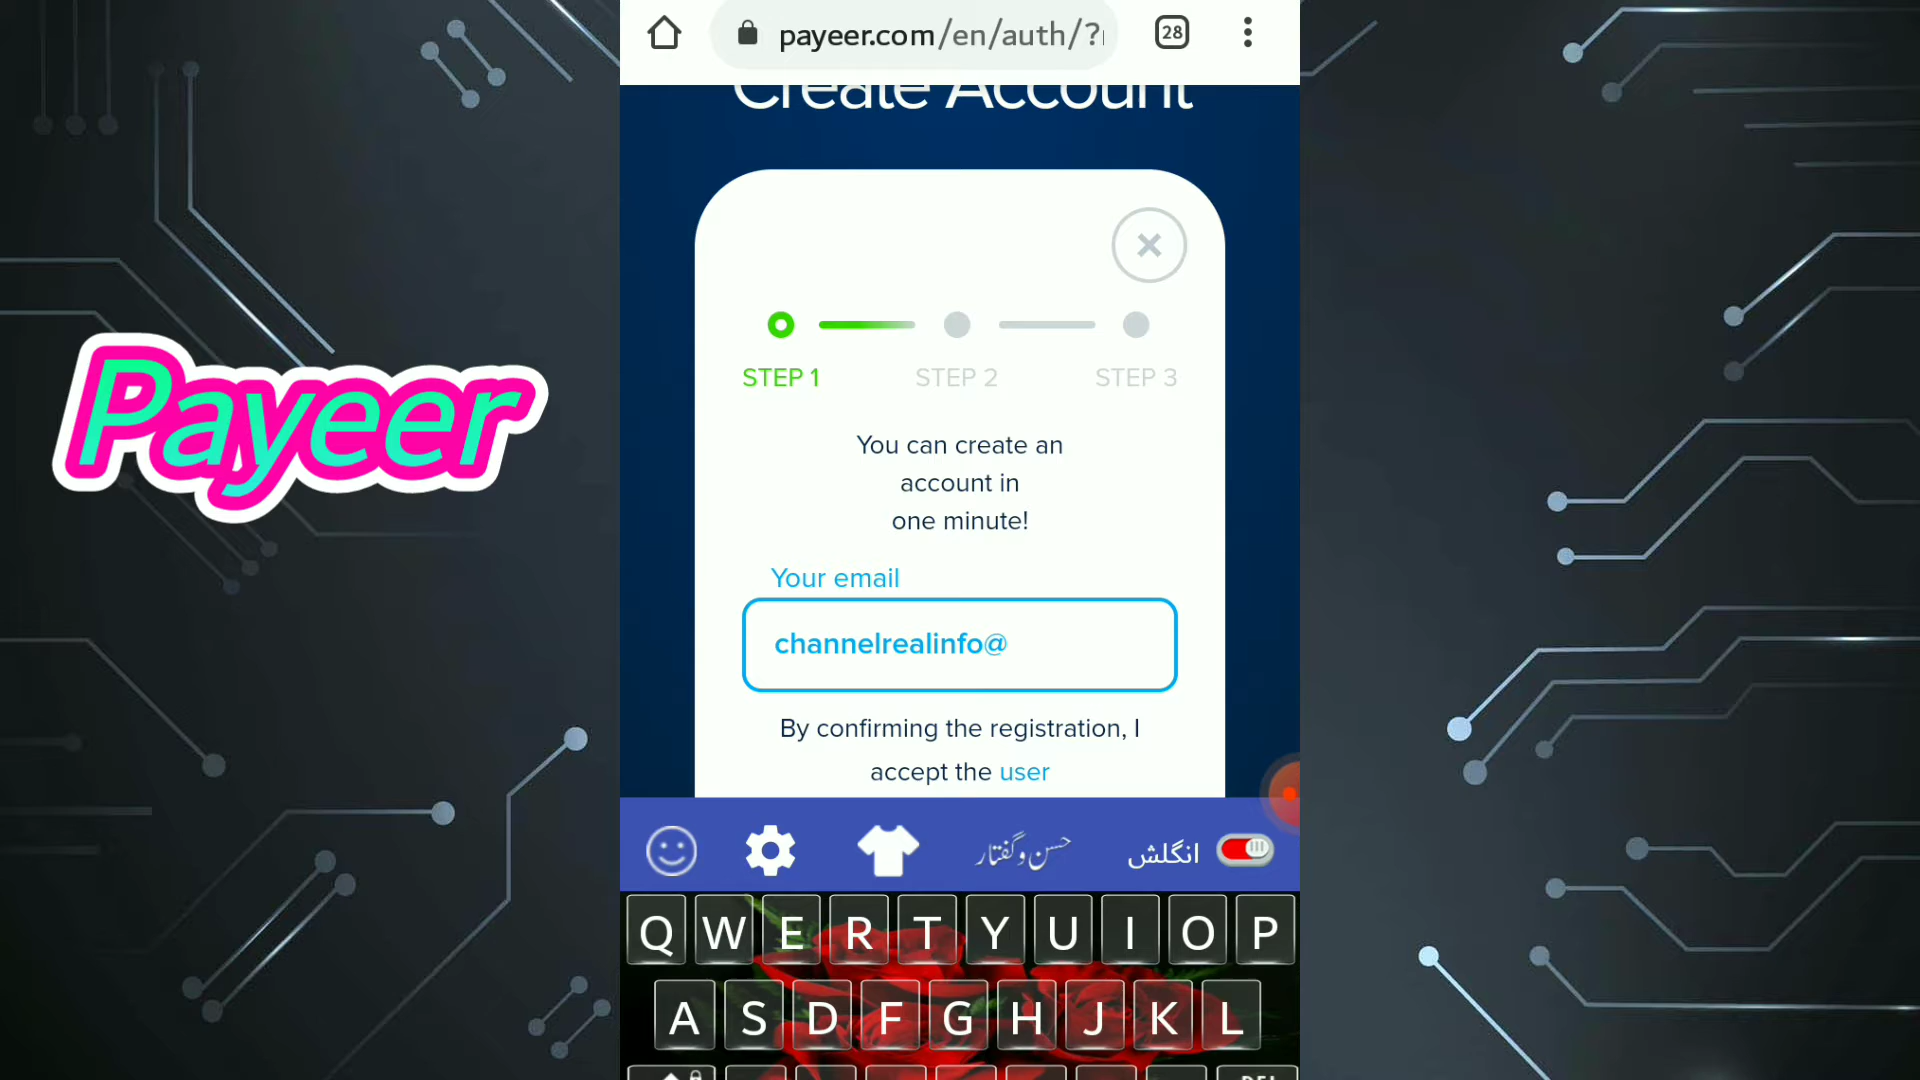 payeer.com/en/auth/?
28
Create Account
STEP 1
STEP 2
STEP 3
Payeer
You can create an
account in
one minute!
Your email
channelrealinfo@
By confirming the registration, I
accept the user
حسن وگفتار
انگلش
Q W E R T Y U I O P
A S D F G H J K L